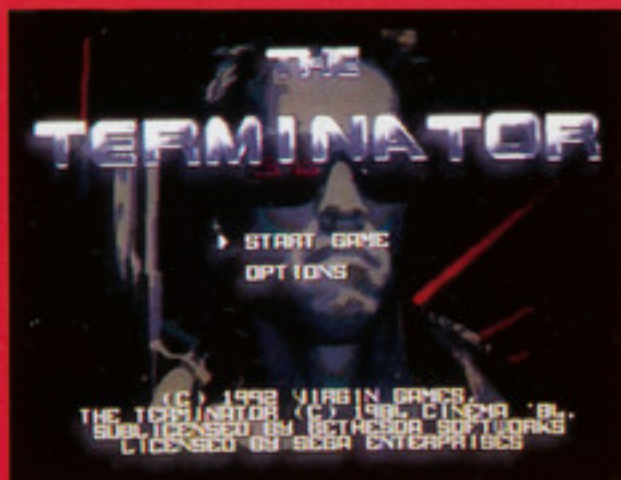 THE
TERMINATOR
START GAME
OPTIONS
(C) 1992 VIRGIN GAMES.
THE TERMINATOR (C) 1984 CINEMA '84.
SUBLICENSED BY BETHESDA SOFTWORKS
LICENSED BY SEGA ENTERPRISES